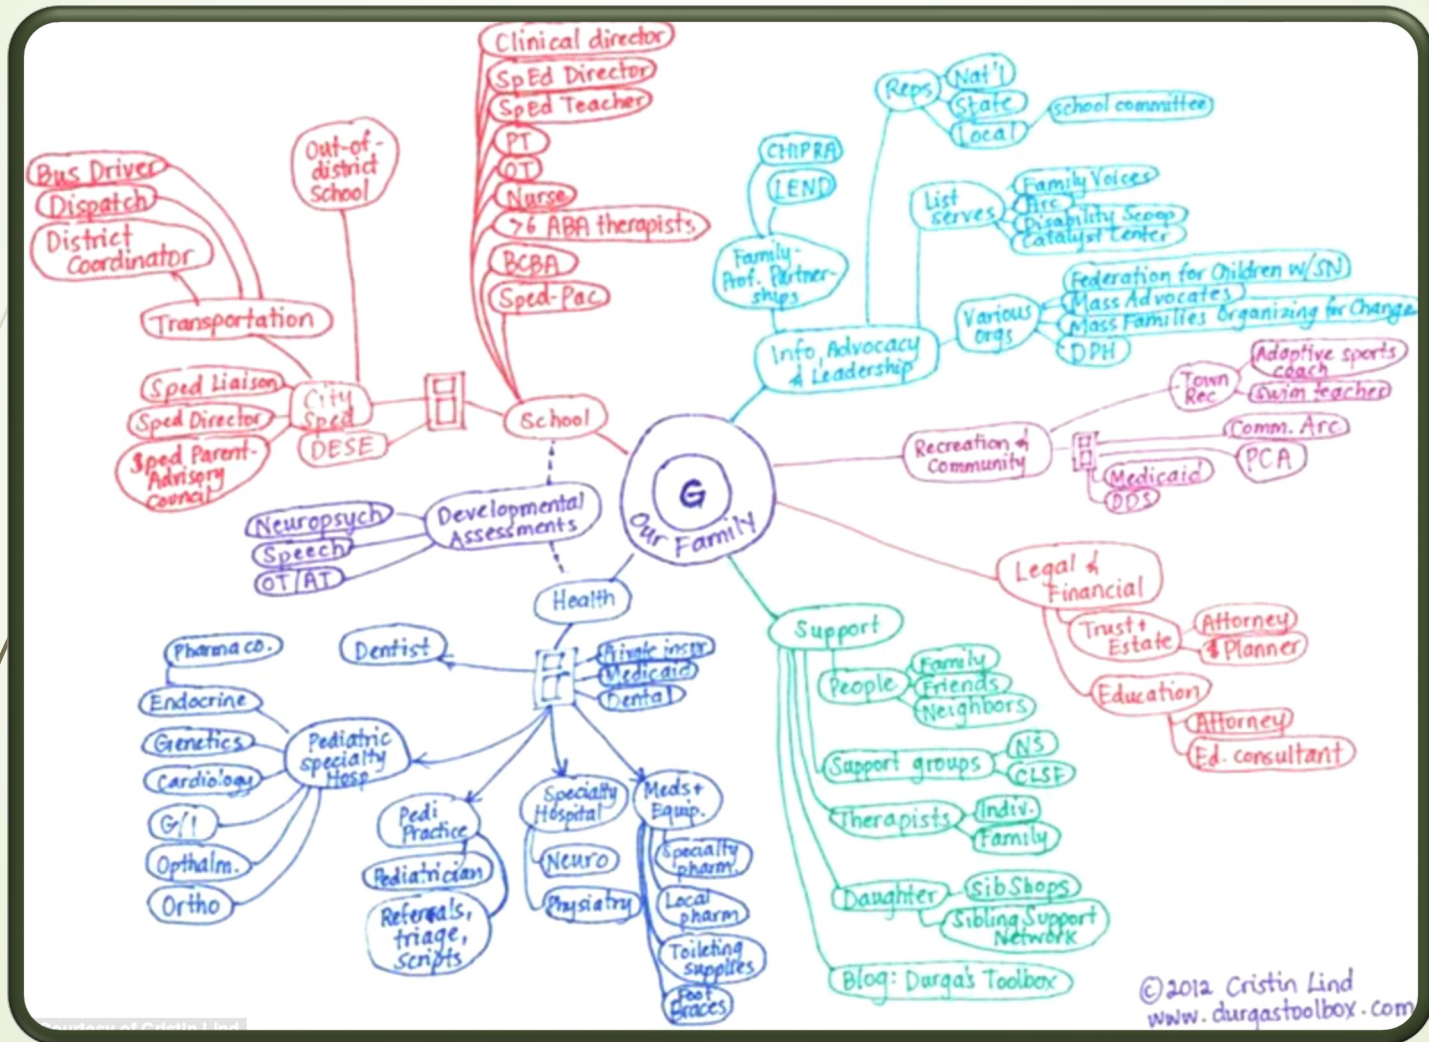 Clinical director
SpEd Director
SpEd Teacher
PT
OT
Nurse
>6 ABA therapists
BCBA
Sped-Pac
School
Out-of-
district
School
Bus Driver
Dispatch
District
Coordinator
Transportation
Sped Liaison
Sped Director
Sped Parent-
Advisory
Council
City
Sped
DESE
Neuropsych
Speech
OT/AT
Developmental
Assessments
G
Our Family
Health
Dentist
Private insur
Medicaid
Dental
Pharma co.
Endocrine
Genetics
Cardiology
G/I
Opthalm.
Ortho
Pediatric
specialty
Hosp
Pedi
Practice
Pediatrician
Referrals,
triage,
scripts
Specialty
Hospital
Neuro
Physiatry
Meds+
Equip.
Specialty
pharm.
Local
pharm
Toileting
supplies
Foot
Braces
Reps
Nat'l
State
Local
school committee
CHIPRA
LEND
Family-
Prof. Partner-
ships
List
serves
Family Voices
Arc
Disability Scoop
Catalyst Center
Various
orgs
Federation for Children w/SN
Mass Advocates
Mass Families Organizing for Change
DPH
Info, Advocacy
& Leadership
Recreation &
Community
Town
Rec
Adaptive sports
coach
Swim teacher
Comm. Arc
PCA
Medicaid
DDS
Legal &
Financial
Trust +
Estate
Attorney
$ Planner
Education
Attorney
Ed. consultant
Support
People
Family
Friends
Neighbors
Support groups
NS
CLSF
Therapists
Indiv.
Family
Daughter
SibShops
Sibling Support
Network
Blog: Durga's Toolbox
©2012 Cristin Lind
www.durgastoolbox.com
Courtesy of Cristin Lind